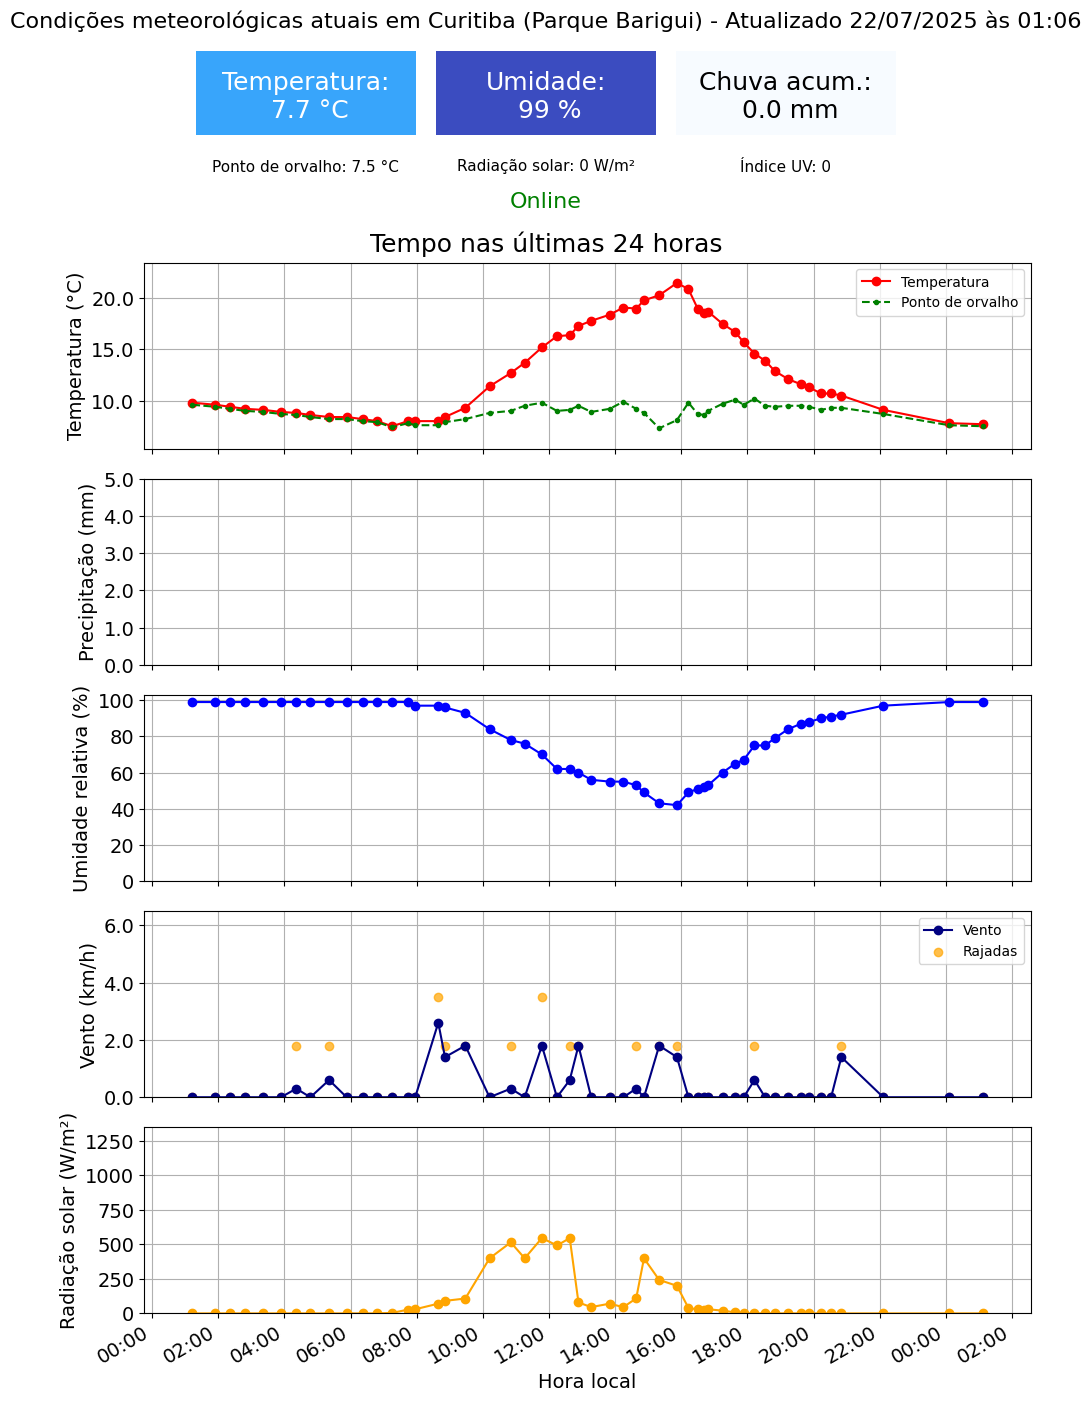 Condições meteorológicas atuais em Curitiba (Parque Barigui) - Atualizado 22/07/2025 às 01:06
Temperatura:
7.7 °C
Umidade:
99 %
Chuva acum.:
0.0 mm
Ponto de orvalho: 7.5 °C
Radiação solar: 0 W/m²
Índice UV: 0
Online
Tempo nas últimas 24 horas
Temperatura (°C)
20.0
15.0
10.0
Temperatura
Ponto de orvalho
Precipitação (mm)
5.0
4.0
3.0
2.0
1.0
0.0
Umidade relativa (%)
100
80
60
40
20
0
Vento (km/h)
6.0
4.0
2.0
0.0
Vento
Rajadas
Radiação solar (W/m²)
1250
1000
750
500
250
0
00:00 02:00 04:00 06:00 08:00 10:00 12:00 14:00 16:00 18:00 20:00 22:00 00:00 02:00
Hora local